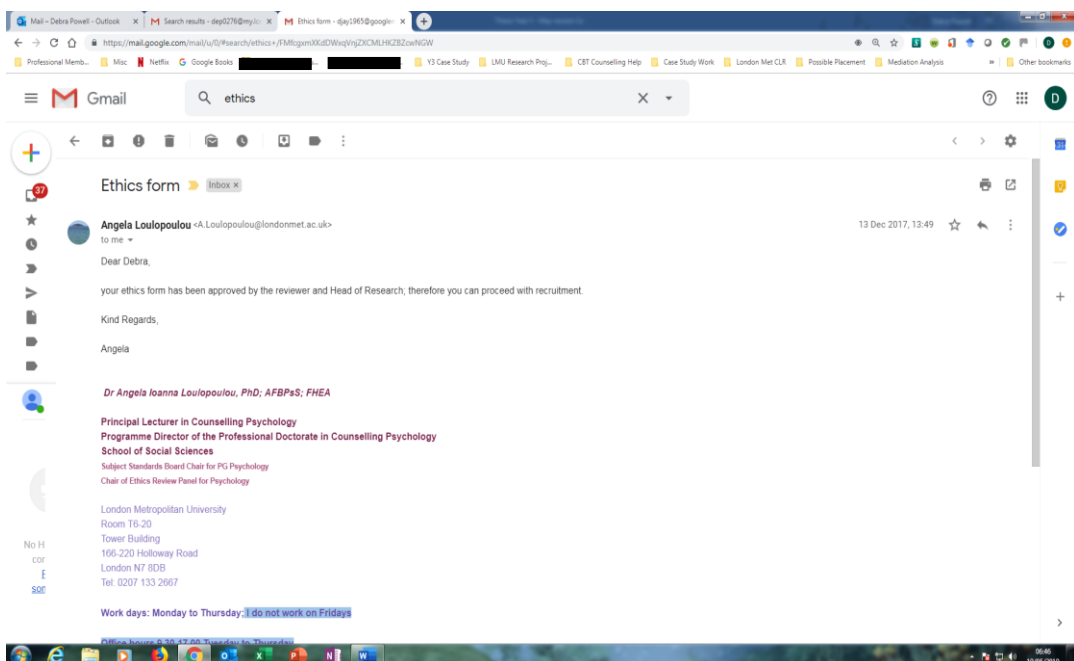 Mail – Debra Powell - Outlook
Search results - dep0276@my.lo
Ethics form - djay1965@googlem
https://mail.google.com/mail/u/0/#search/ethics+/FMfcgxmXKdDWxqVnjZXCMLHKZBZcwNGW
Professional Memb... Misc Netflix Google Books Y3 Case Study LMU Research Proj... CBT Counselling Help Case Study Work London Met CLR Possible Placement Mediation Analysis » Other bookmarks
Gmail
ethics
D
31
37
Ethics form
Inbox x
Angela Loulopoulou <A.Loulopoulou@londonmet.ac.uk>
13 Dec 2017, 13:49
to me
Dear Debra,
your ethics form has been approved by the reviewer and Head of Research; therefore you can proceed with recruitment.
Kind Regards,
Angela
Dr Angela Ioanna Loulopoulou, PhD; AFBPsS; FHEA
Principal Lecturer in Counselling Psychology
Programme Director of the Professional Doctorate in Counselling Psychology
School of Social Sciences
Subject Standards Board Chair for PG Psychology
Chair of Ethics Review Panel for Psychology
London Metropolitan University
Room T6-20
Tower Building
166-220 Holloway Road
London N7 8DB
Tel: 0207 133 2667
No H
cor
son
Work days: Monday to Thursday; I do not work on Fridays
Office hours 9.30-17.00 Tuesday to Thursday
06:46